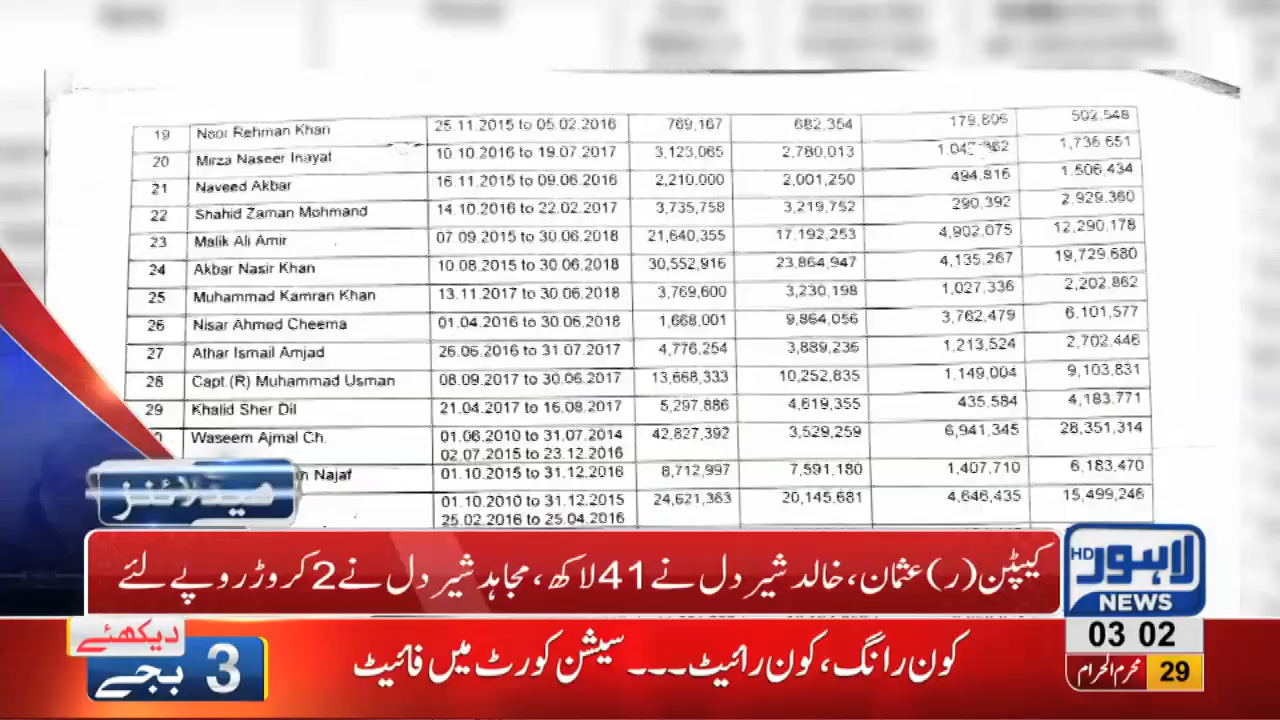 19 Noor Rehman Khan 25.11.2015 to 05.02.2016 769,167 682,354 179,806 502,548
20 Mirza Naseer Inayat 10.10.2016 to 19.07.2017 3,123,065 2,780,013 1,736,651
21 Naveed Akbar 16.11.2015 to 09.06.2016 2,210,000 2,001,250 494,816 1,506,434
22 Shahid Zaman Mohmand 14.10.2016 to 22.02.2017 3,735,758 3,219,752 290,392 2,929,360
23 Malik Ali Amir 07.09.2015 to 30.06.2018 21,640,355 17,192,253 4,902,075 12,290,178
24 Akbar Nasir Khan 10.08.2015 to 30.06.2018 30,552,916 23,864,947 4,135,267 19,729,680
25 Muhammad Kamran Khan 13.11.2017 to 30.06.2018 3,769,600 3,230,198 1,027,336 2,202,862
26 Nisar Ahmed Cheema 01.04.2016 to 30.06.2018 1,668,001 9,864,056 3,762,479 6,101,577
27 Athar Ismail Amjad 26.06.2016 to 31.07.2017 4,776,254 3,889,236 1,213,524 2,702,446
28 Capt.(R) Muhammad Usman 08.09.2017 to 30.06.2017 13,668,333 10,252,835 1,149,004 9,103,831
29 Khalid Sher Dil 21.04.2017 to 16.08.2017 5,297,886 4,619,355 435,584 4,183,771
Waseem Ajmal Ch. 01.06.2010 to 31.07.2014 42,827,392 3,529,259 6,941,345 28,351,314
02.07.2015 to 23.12.2016
Najaf 01.10.2015 to 31.12.2016 8,712,997 7,591,180 1,407,710 6,183,470
01.10.2010 to 31.12.2015 24,621,363 20,145,681 4,646,435 15,499,246
25.02.2016 to 25.04.2016
ہیڈلائنز
کیپٹن (ر) عثمان، خالد شیر دل نے 41 لاکھ، مجاہد شیر دل نے 2 کروڑ روپے لئے
HD لاہور
NEWS
03 02
دیکھئے
3 بجے
کون رانگ، کون رائیٹ۔۔۔ سیشن کورٹ میں فائیٹ
29 محرم الحرام